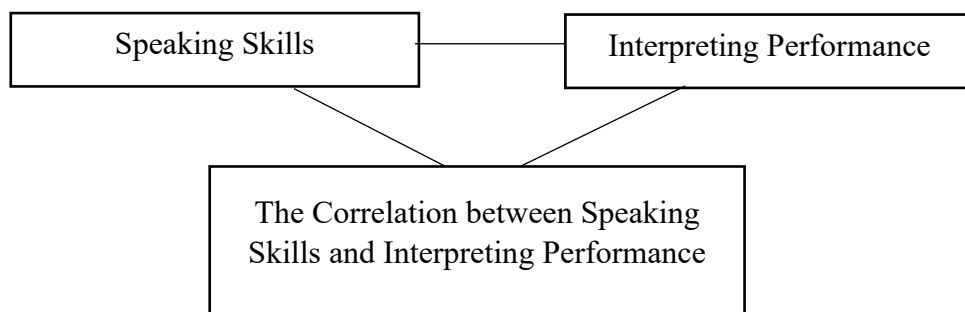 Speaking Skills
Interpreting Performance
The Correlation between Speaking
Skills and Interpreting Performance